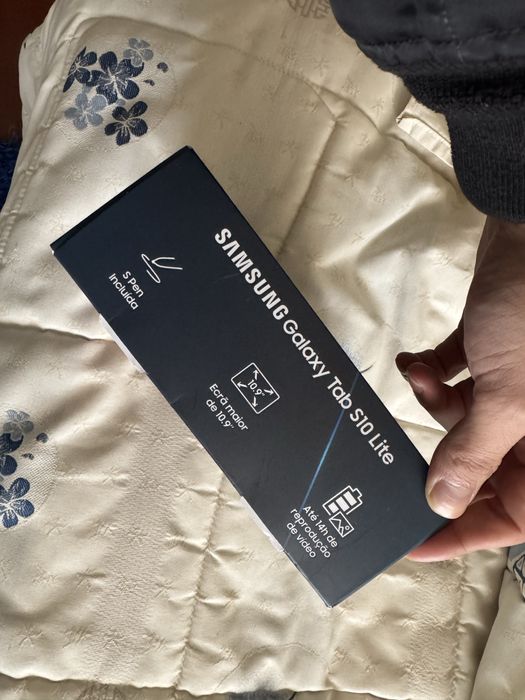 SAMSUNG Galaxy Tab S10 Lite
S Pen
Incluída
10.9"
Ecrã maior
de 10.9"
Até 14h de
reprodução
de vídeo